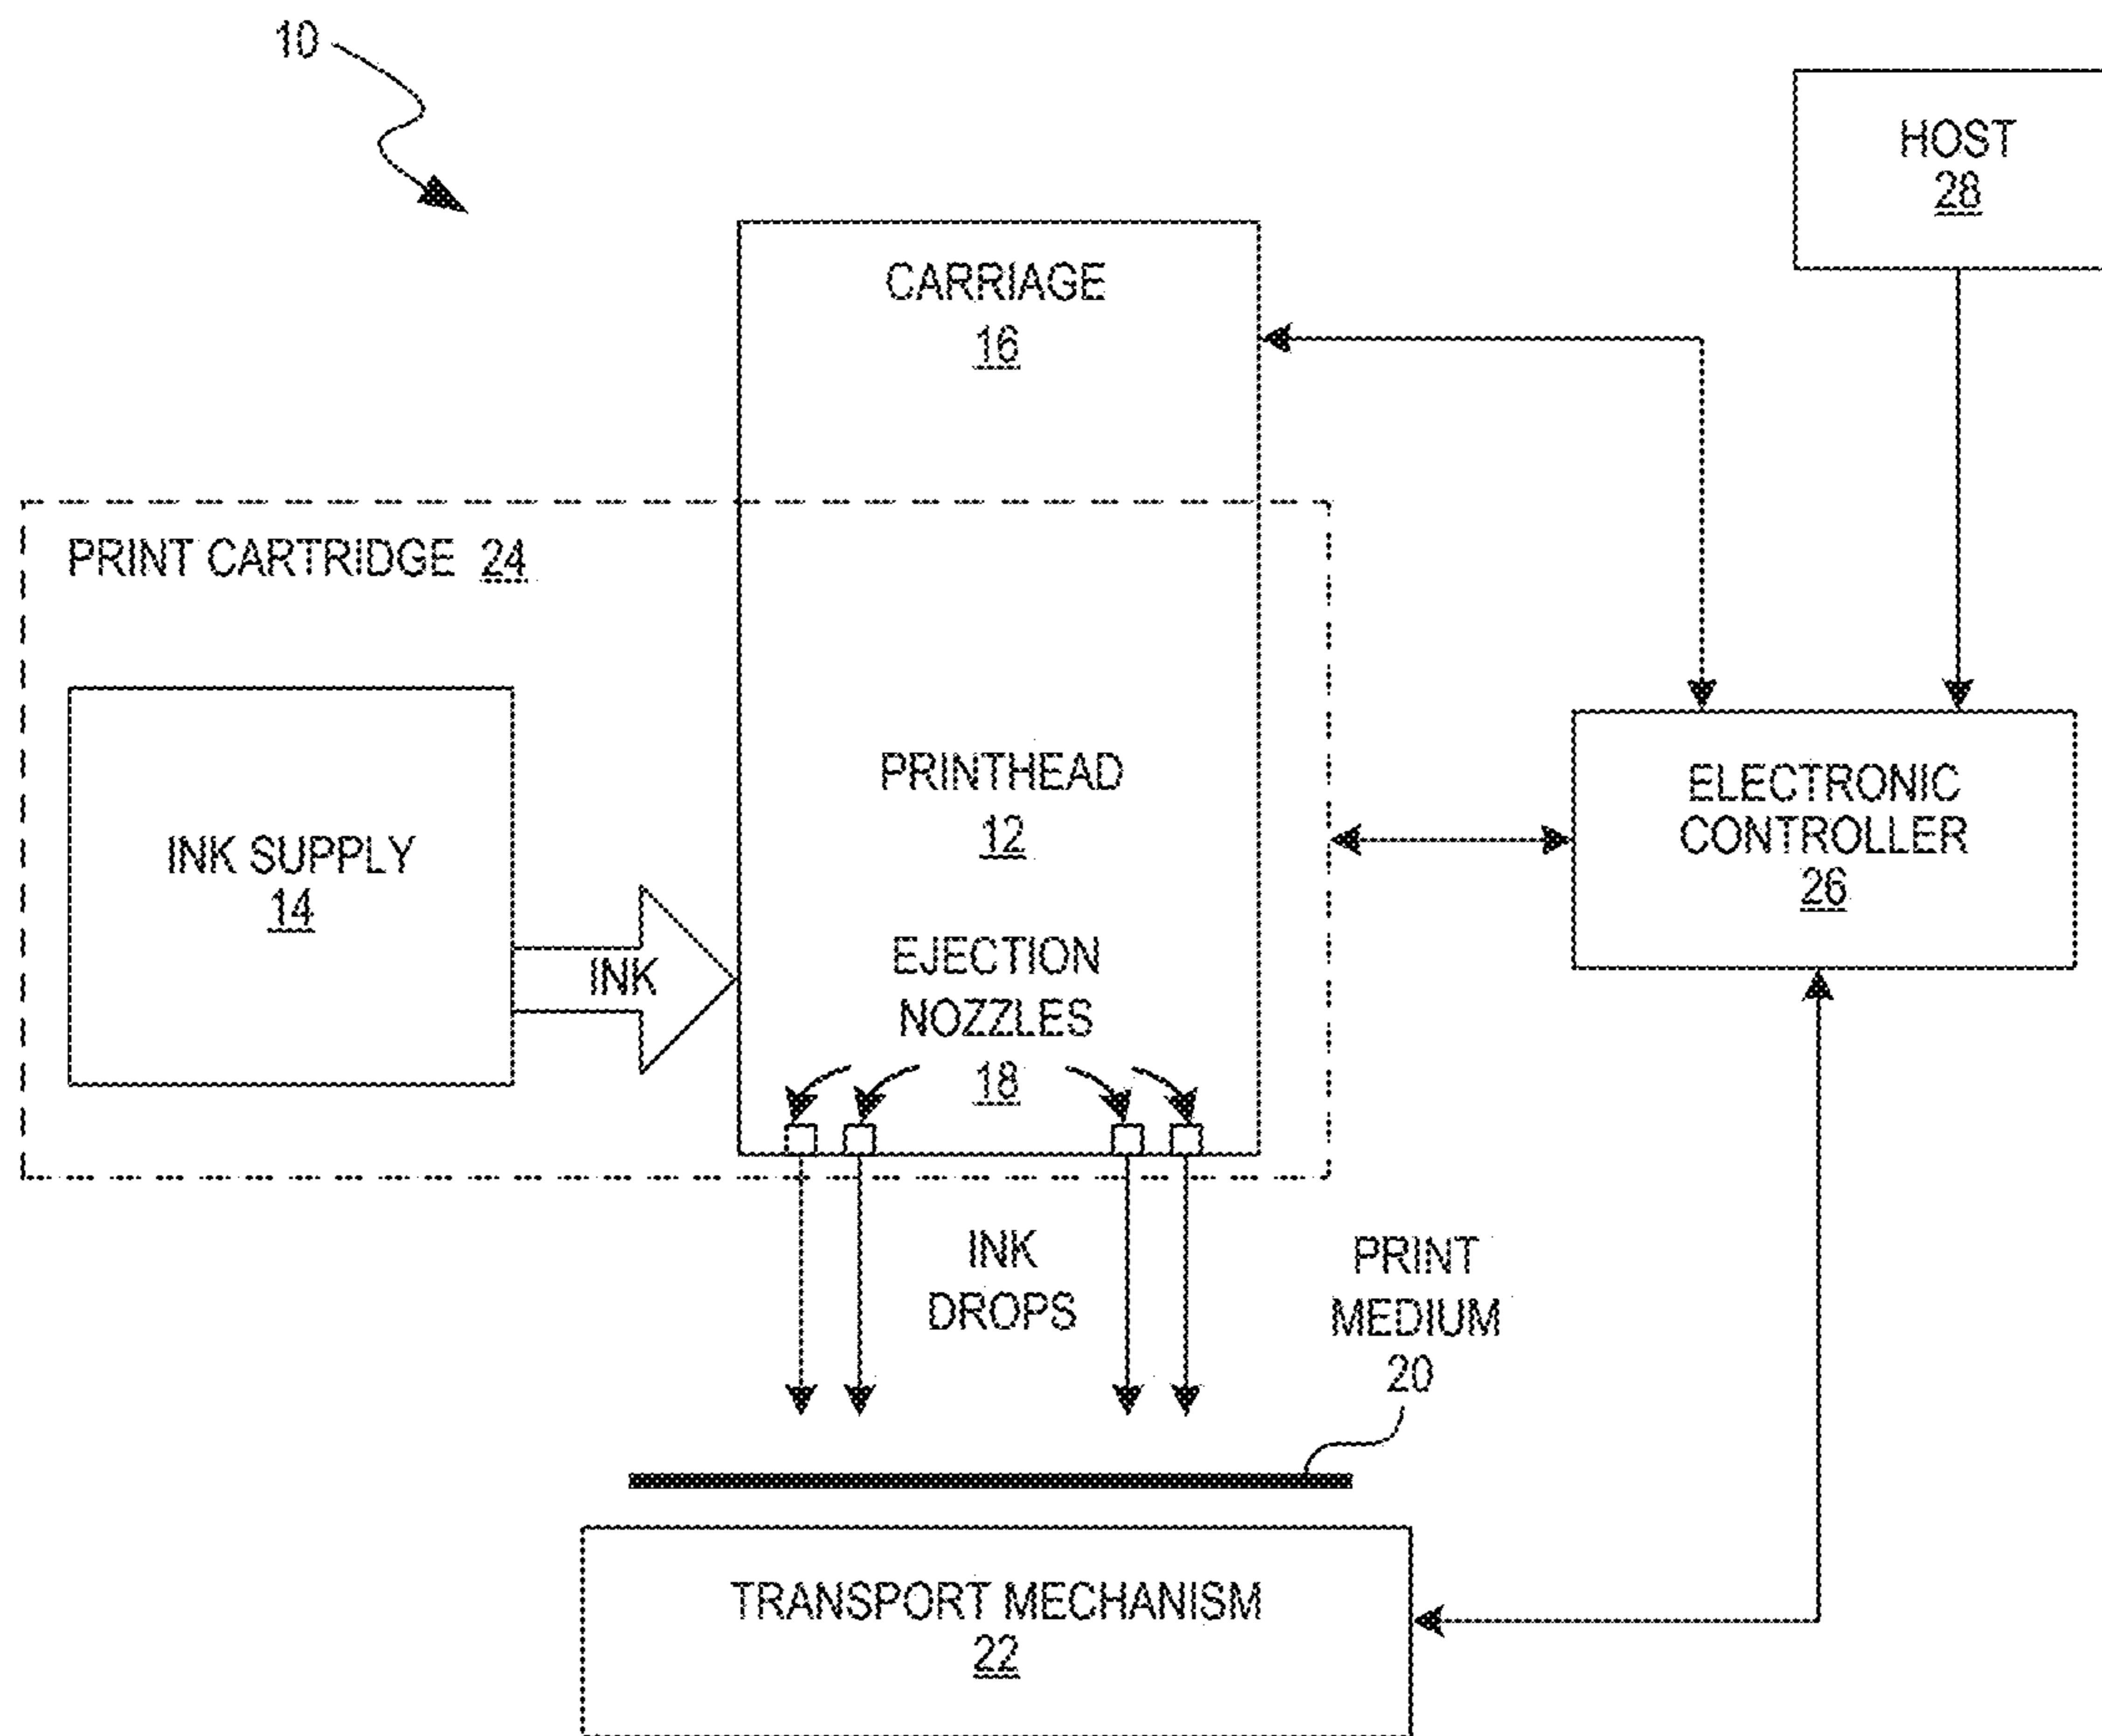 10
HOST
28
CARRIAGE
16
PRINT CARTRIDGE 24
PRINTHEAD
12
INK SUPPLY
14
INK
EJECTION
NOZZLES
18
ELECTRONIC
CONTROLLER
26
INK
DROPS
PRINT
MEDIUM
20
TRANSPORT MECHANISM
22